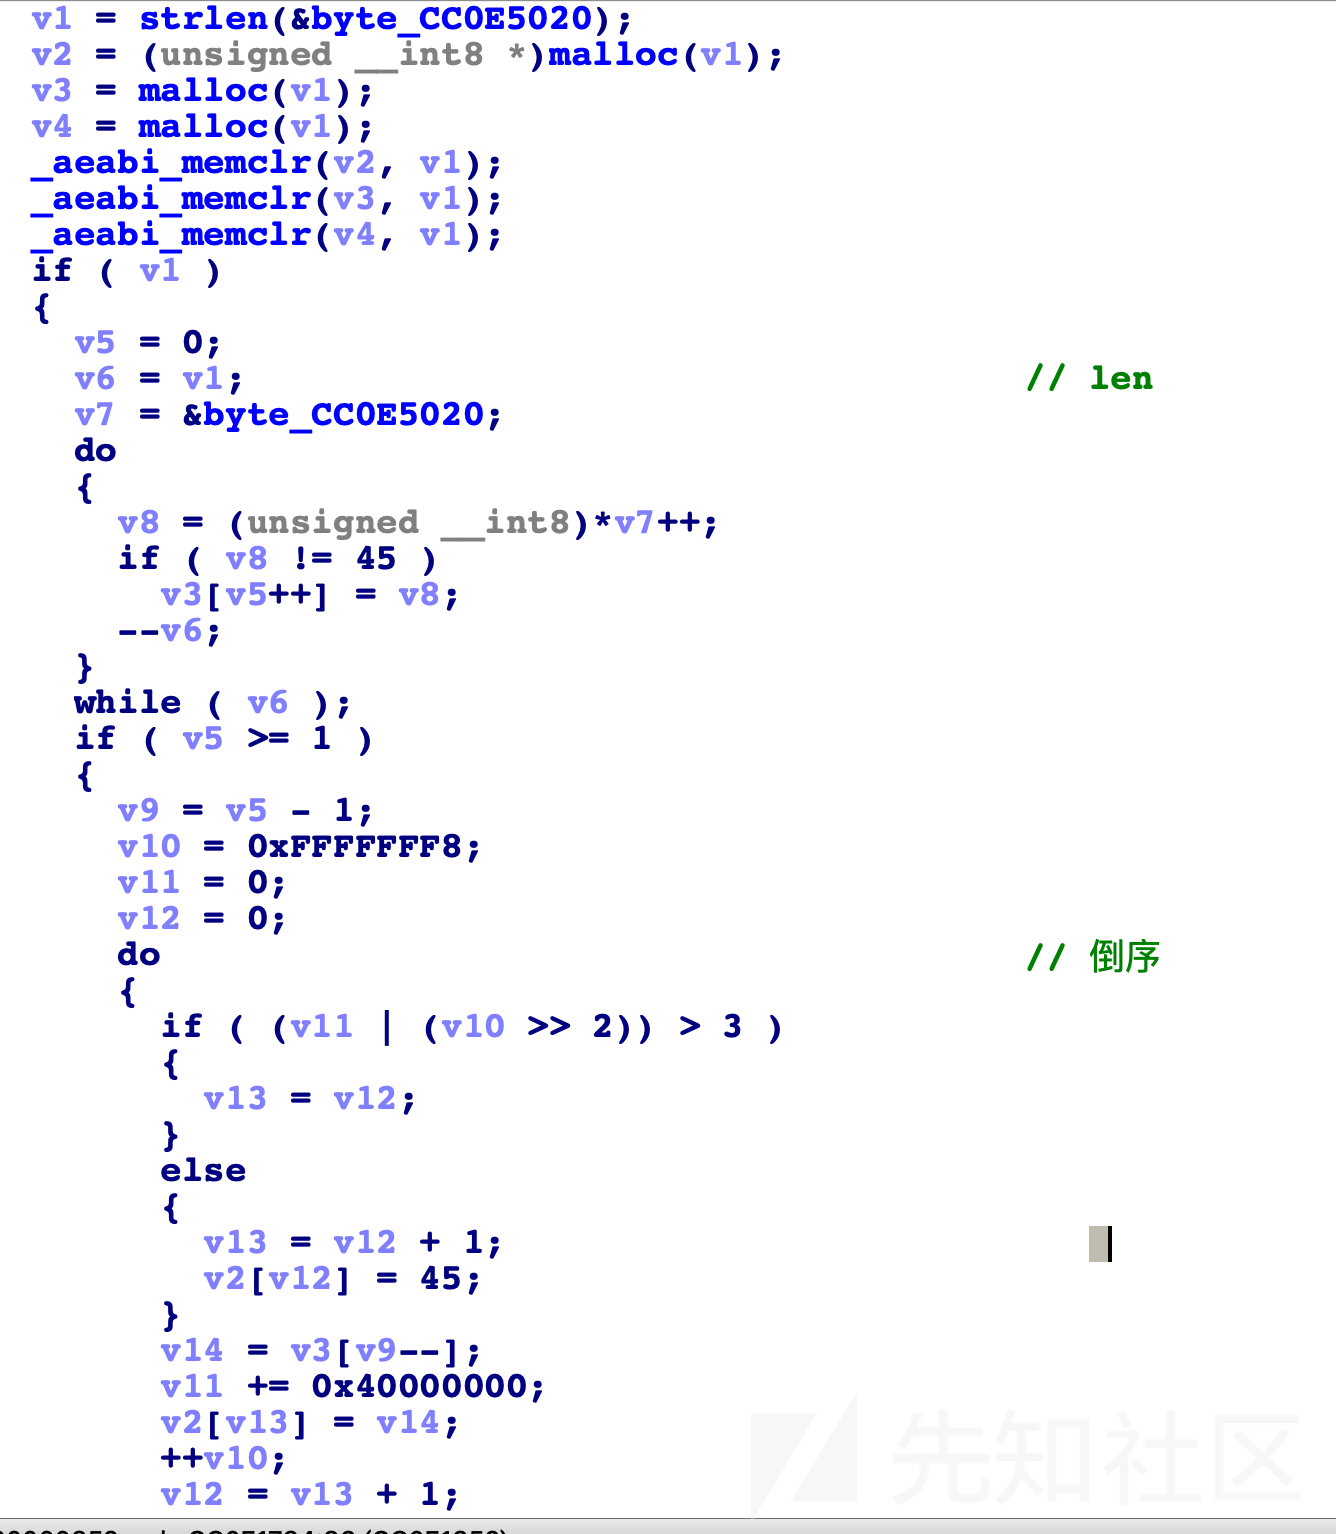 v1 = strlen(&byte_CC0E5020);
v2 = (unsigned __int8 *)malloc(v1);
v3 = malloc(v1);
v4 = malloc(v1);
_aeabi_memclr(v2, v1);
_aeabi_memclr(v3, v1);
_aeabi_memclr(v4, v1);
if ( v1 )
{
v5 = 0;
v6 = v1; // len
v7 = &byte_CC0E5020;
do
{
v8 = (unsigned __int8)*v7++;
if ( v8 != 45 )
v3[v5++] = v8;
--v6;
}
while ( v6 );
if ( v5 >= 1 )
{
v9 = v5 - 1;
v10 = 0xFFFFFFF8;
v11 = 0;
v12 = 0;
do // 倒序
{
if ( (v11 | (v10 >> 2)) > 3 )
{
v13 = v12;
}
else
{
v13 = v12 + 1;
v2[v12] = 45;
}
v14 = v3[v9--];
v11 += 0x40000000;
v2[v13] = v14;
++v10;
v12 = v13 + 1;
先知社区